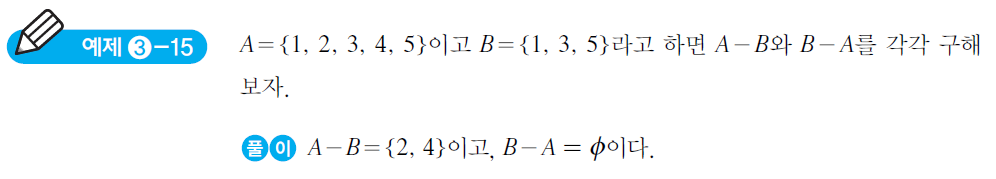 예제 3-15 A={1, 2, 3, 4, 5}이고 B={1, 3, 5}라고 하면 A-B와 B-A를 각각 구해
보자.
풀이 A-B={2, 4}이고, B-A = ϕ이다.